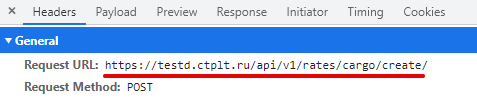 Headers Payload Preview Response Initiator Timing Cookies
General
Request URL: https://testd.ctplt.ru/api/v1/rates/cargo/create/
Request Method: POST